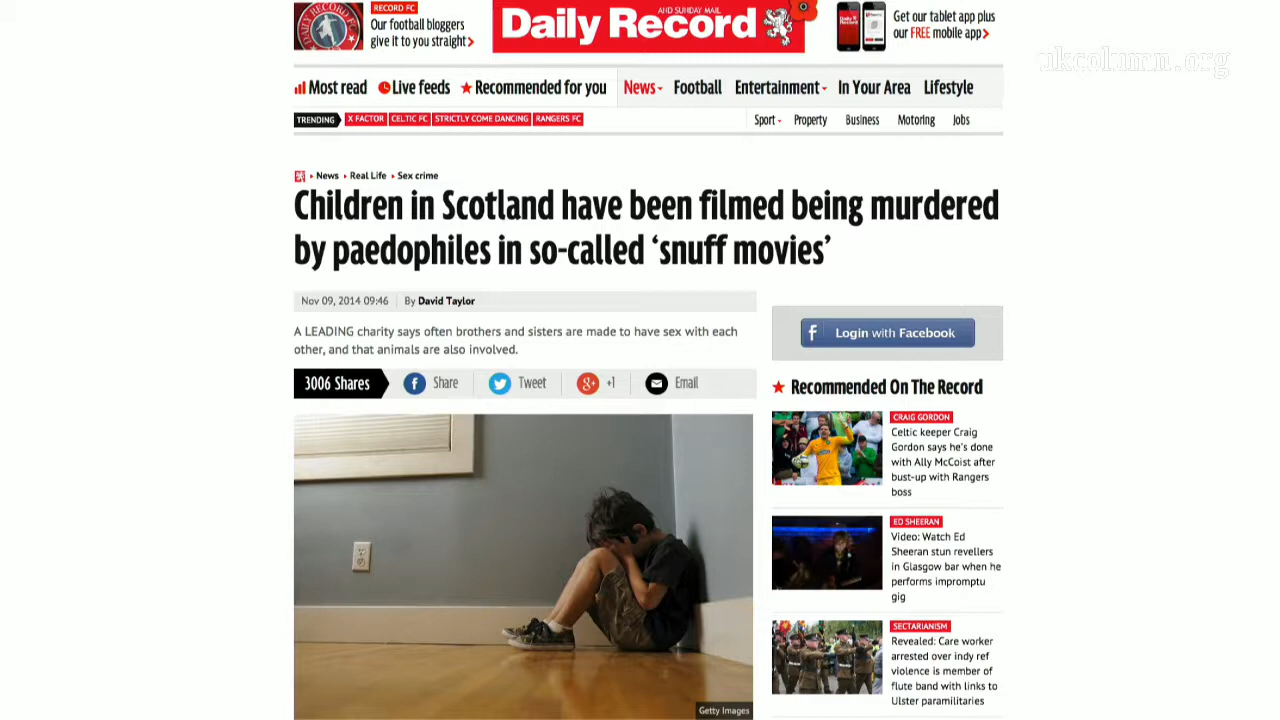 DAILY RECORD FC
RECORD FC
Our football bloggers
give it to you straight
AND SUNDAY MAIL
Daily Record
Get our tablet app plus
our FREE mobile app
ukcolumn.org
Most read
Live feeds
Recommended for you
News
Football
Entertainment
In Your Area
Lifestyle
TRENDING
X FACTOR
CELTIC FC
STRICTLY COME DANCING
RANGERS FC
Sport
Property
Business
Motoring
Jobs
News
Real Life
Sex crime
Children in Scotland have been filmed being murdered
by paedophiles in so-called ‘snuff movies’
Nov 09, 2014 09:46
By David Taylor
A LEADING charity says often brothers and sisters are made to have sex with each
other, and that animals are also involved.
3006 Shares
Share
Tweet
+1
Email
Getty Images
Login with Facebook
Recommended On The Record
CRAIG GORDON
Celtic keeper Craig
Gordon says he's done
with Ally McCoist after
bust-up with Rangers
boss
ED SHEERAN
Video: Watch Ed
Sheeran stun revellers
in Glasgow bar when he
performs impromptu
gig
SECTARIANISM
Revealed: Care worker
arrested over indy ref
violence is member of
flute band with links to
Ulster paramilitaries